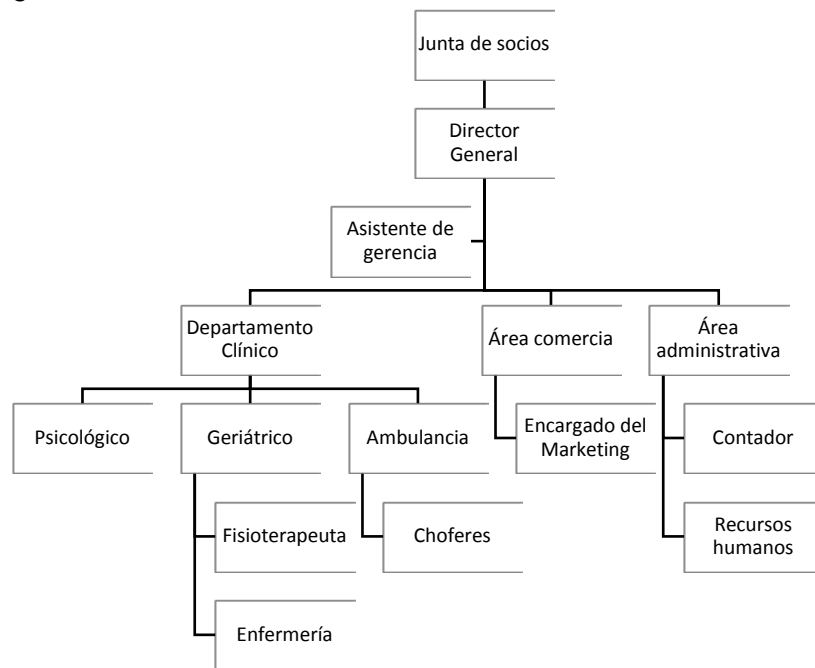 Junta de socios
Director
General
Asistente de
gerencia
Departamento
Clínico
Área comercia
Área
administrativa
Psicológico
Geriátrico
Ambulancia
Encargado del
Marketing
Contador
Fisioterapeuta
Choferes
Recursos
humanos
Enfermería